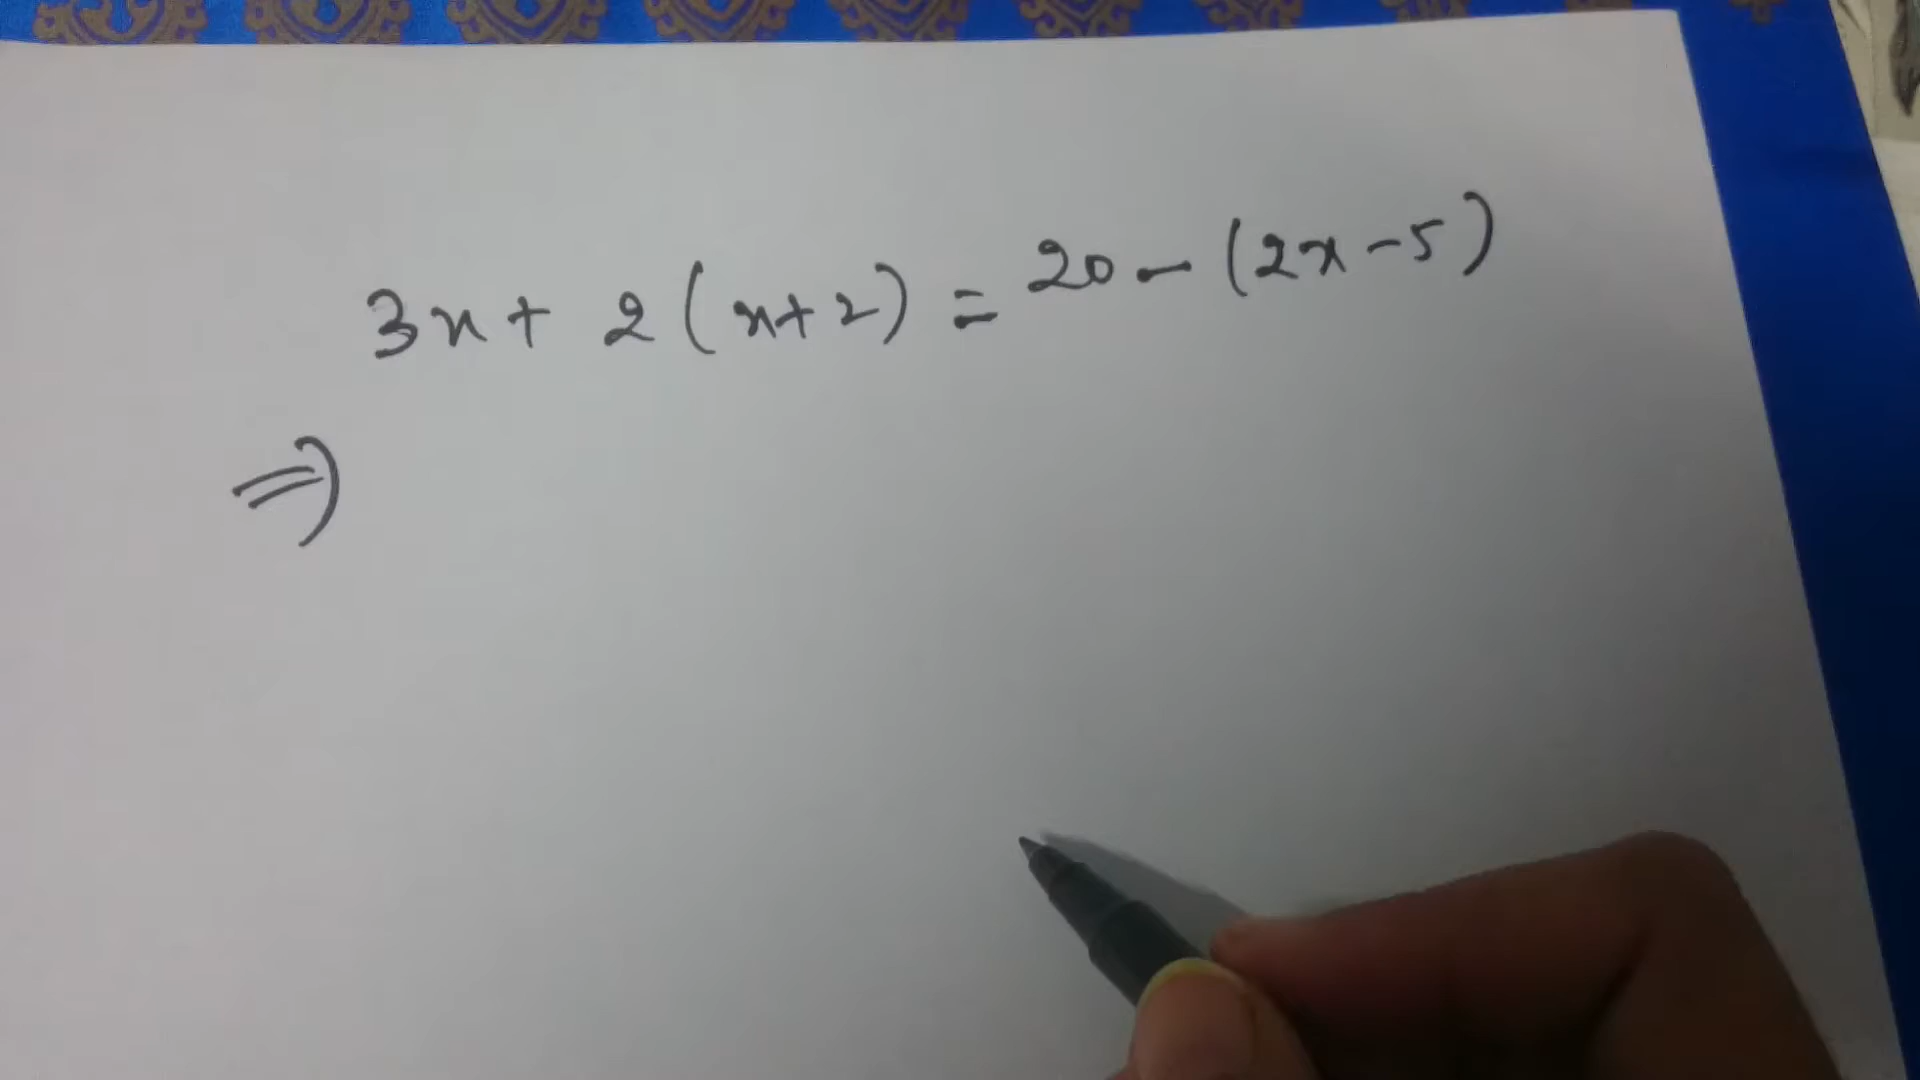 3x + 2 (x+2) = 20 - (2x-5)
⇒